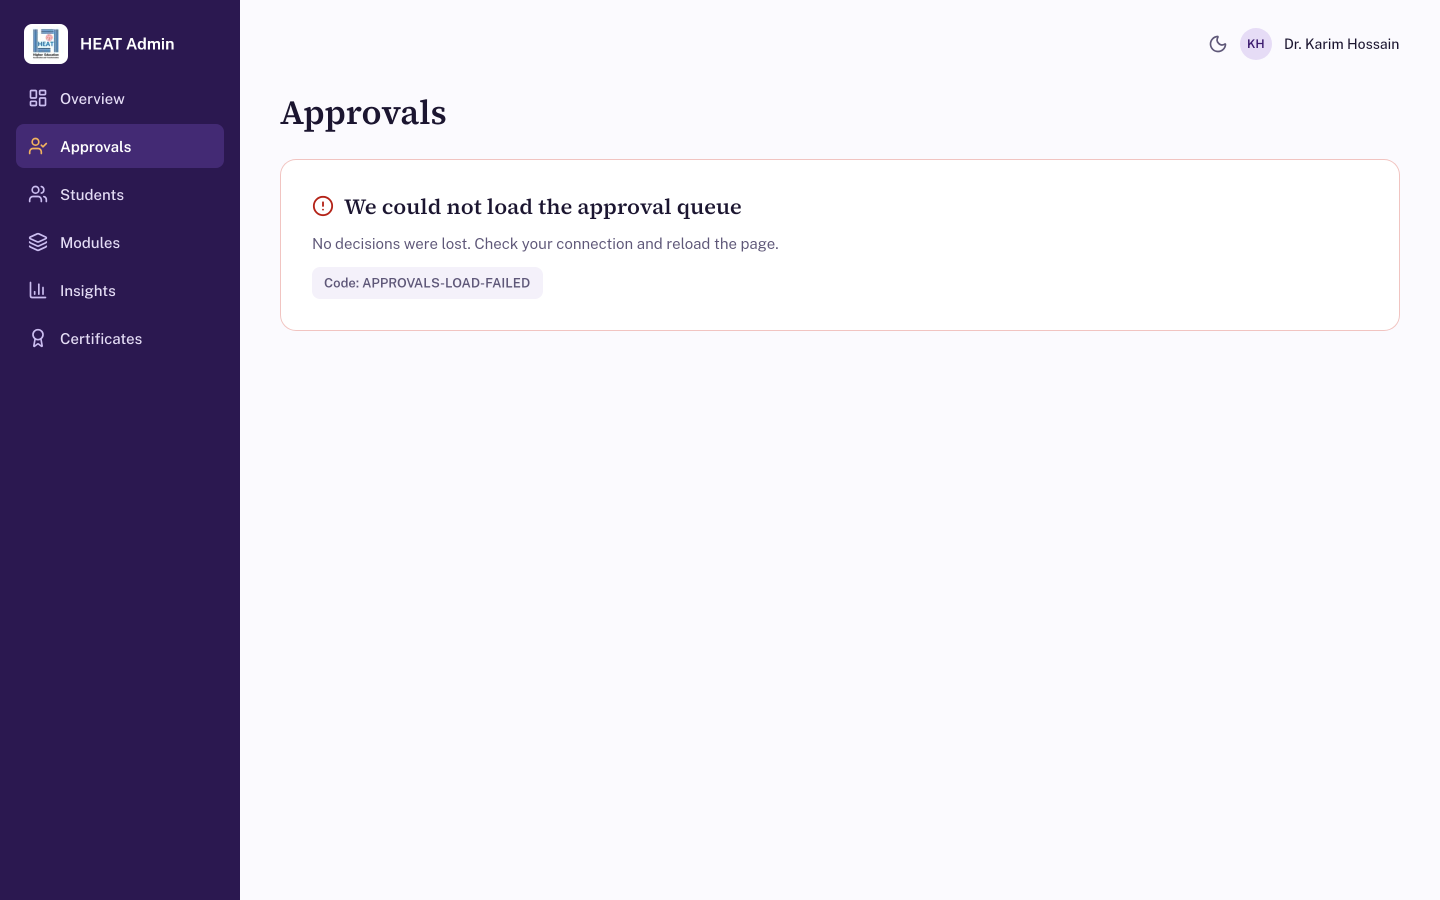 HEAT
HEAT Admin
Overview
Approvals
Students
Modules
Insights
Certificates
KH
Dr. Karim Hossain
Approvals
We could not load the approval queue
No decisions were lost. Check your connection and reload the page.
Code: APPROVALS-LOAD-FAILED